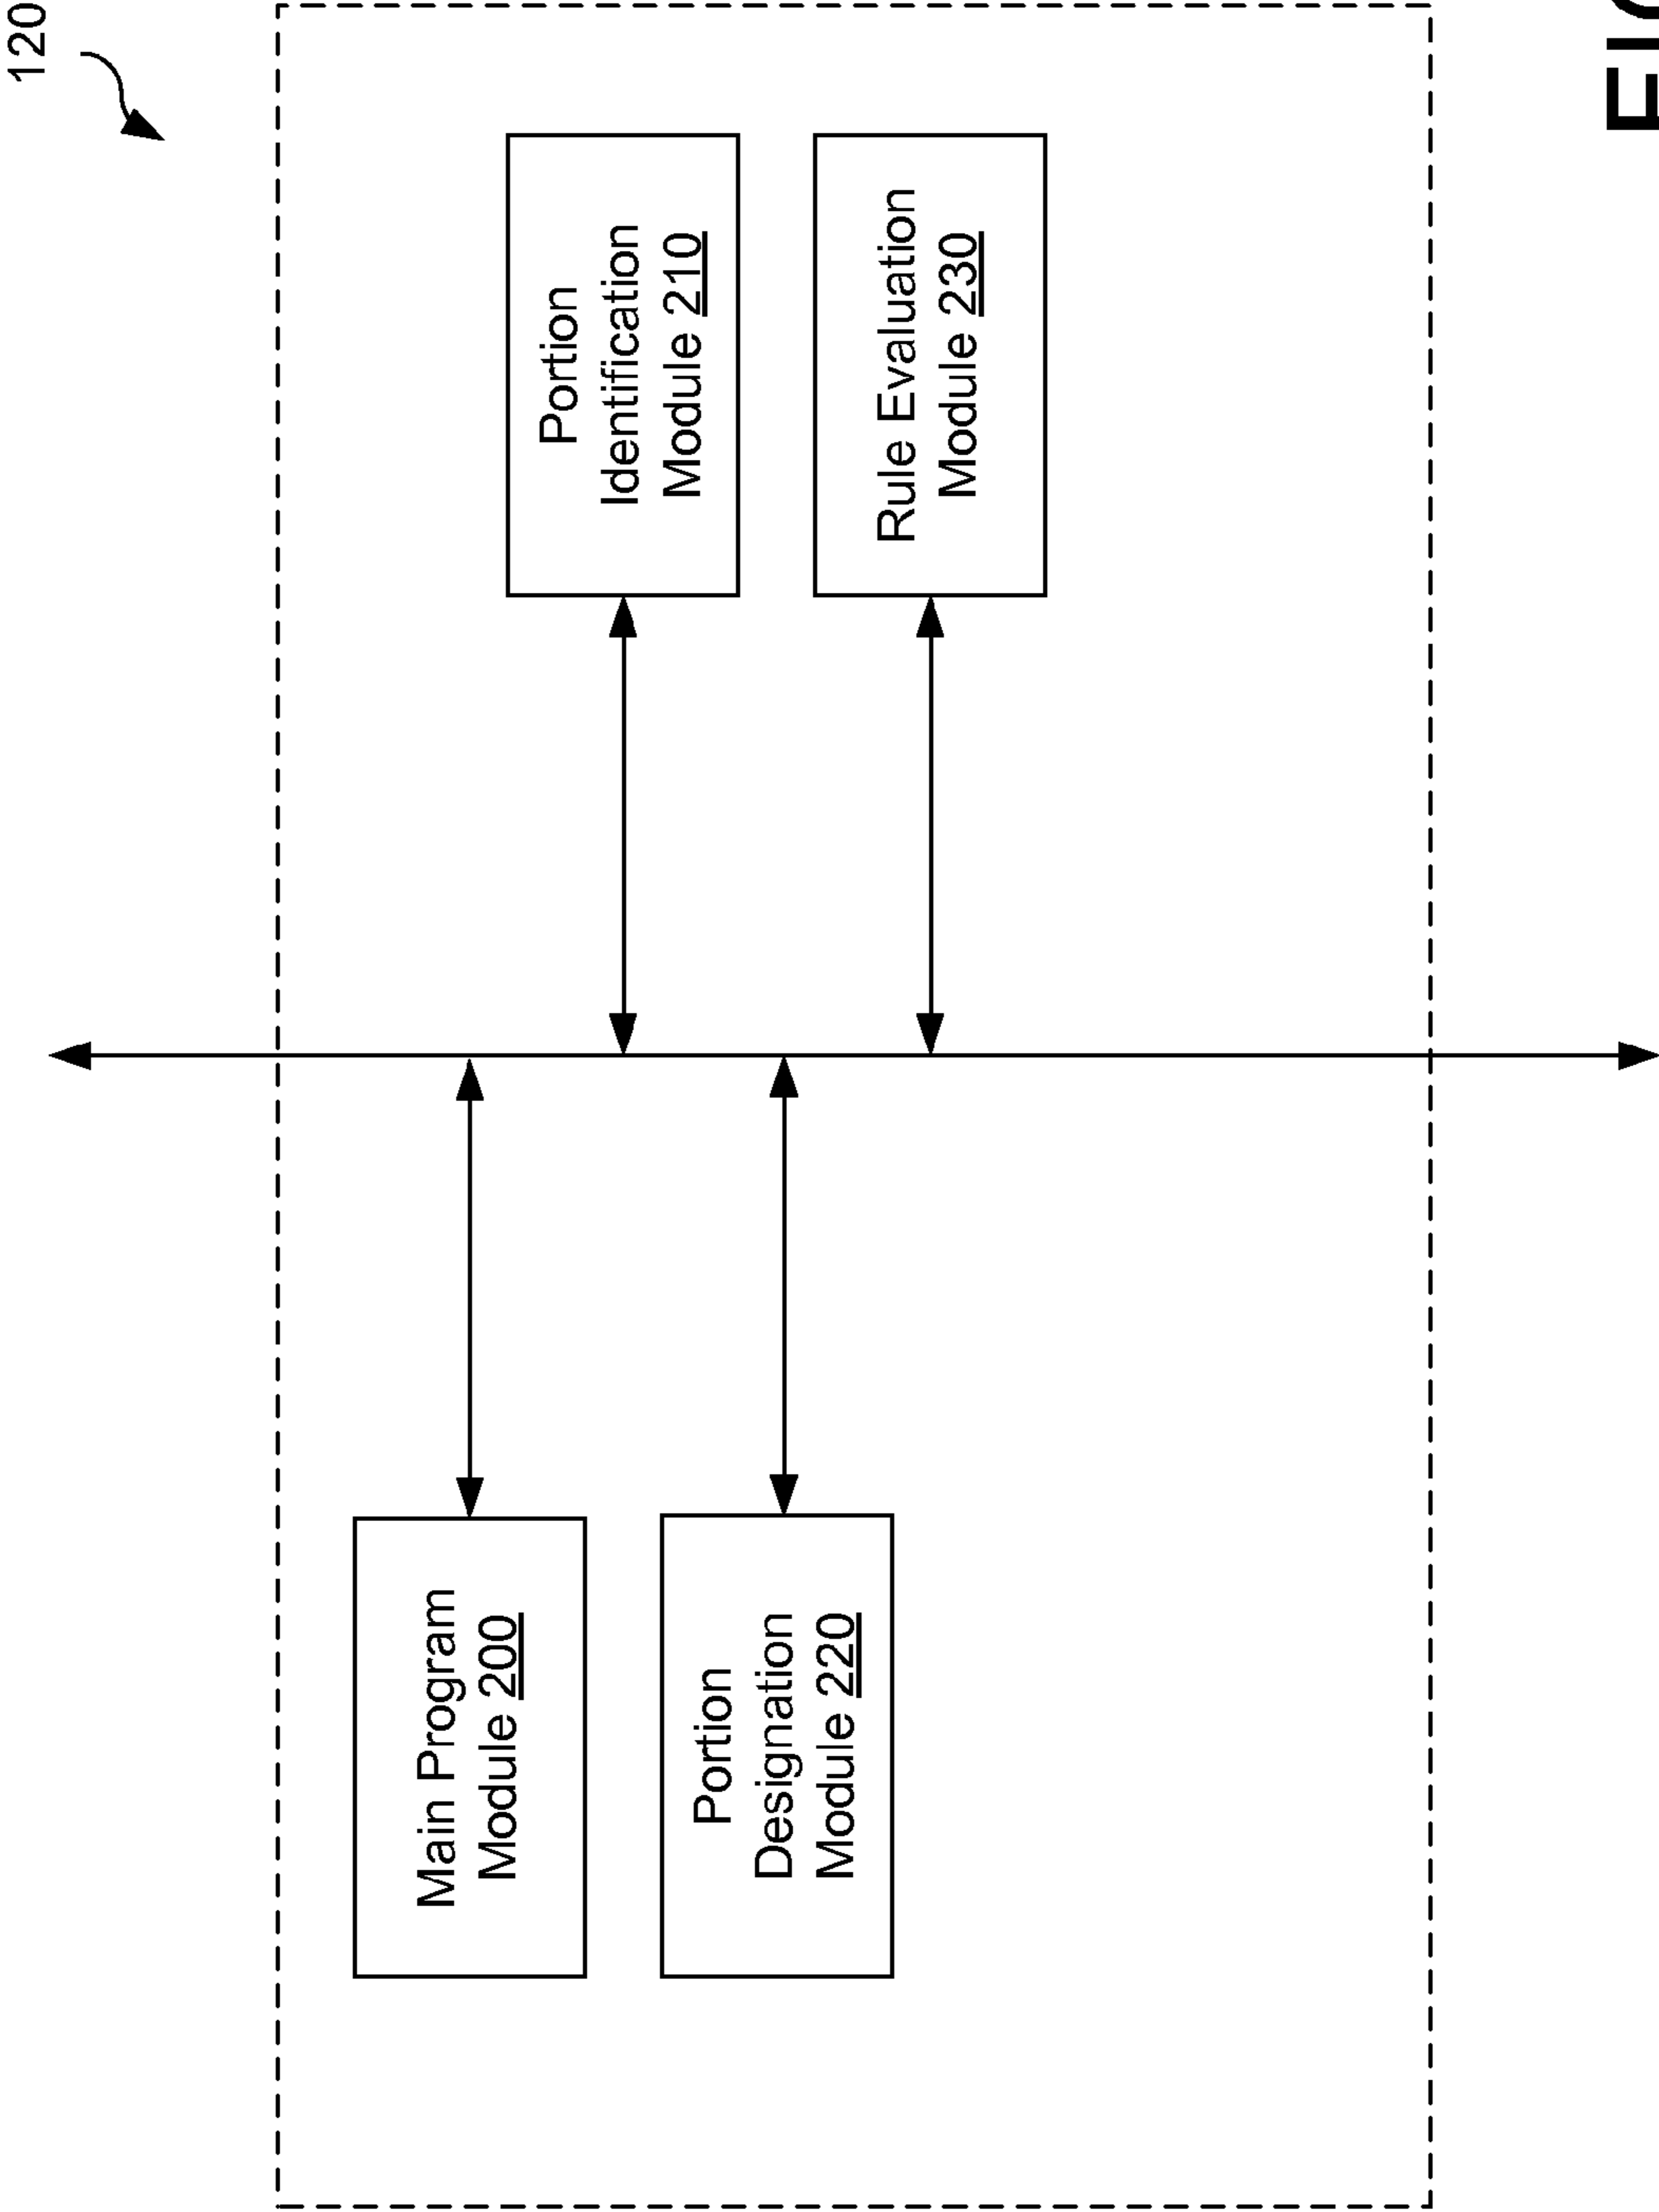 120
Main Program
Module 200
Portion
Identification
Module 210
Portion
Designation
Module 220
Rule Evaluation
Module 230